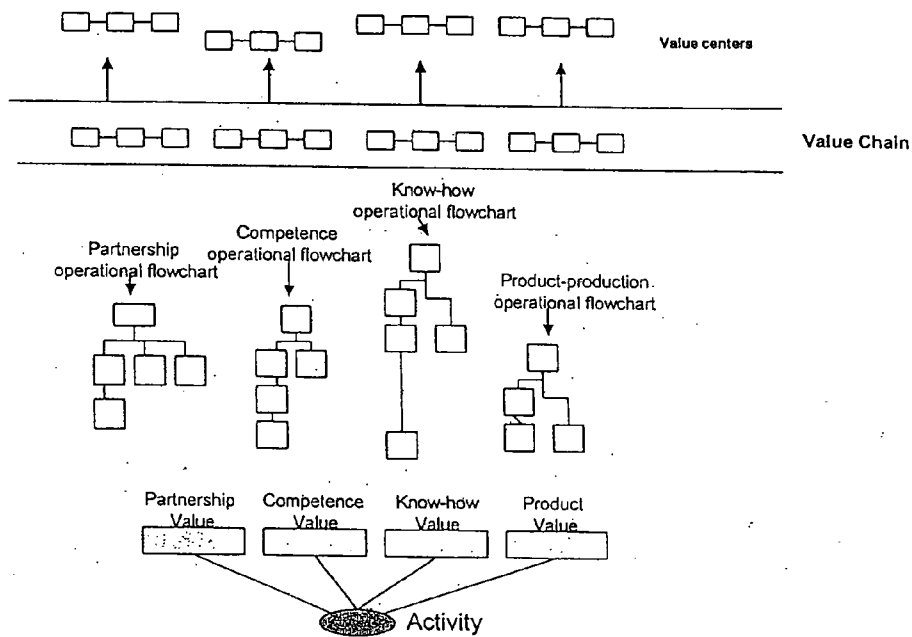 Value centers
Value Chain
Know-how
operational flowchart
Competence
operational flowchart
Partnership
operational flowchart
Product-production
operational flowchart
Partnership
Value
Competence
Value
Know-how
Value
Product
Value
Activity